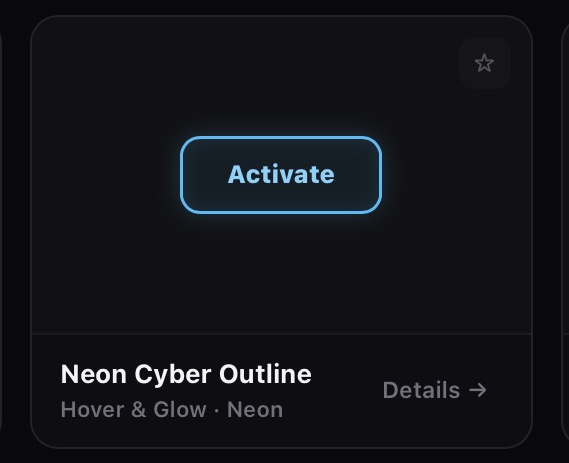 Activate
Neon Cyber Outline
Hover & Glow · Neon
Details →